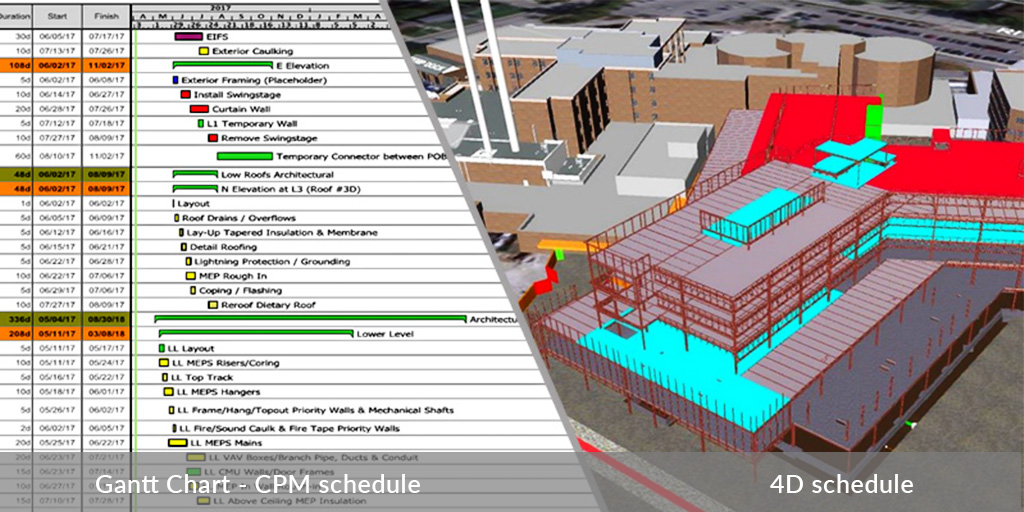 2017
Duration Start Finish A M J J A S O N D J F M A M
30d 06/05/17 07/17/17 EIFS
10d 07/13/17 07/26/17 Exterior Caulking
108d 06/02/17 11/02/17 E Elevation
5d 06/02/17 06/08/17 Exterior Framing (Placeholder)
10d 06/14/17 06/27/17 Install Swingstage
20d 06/28/17 07/26/17 Curtain Wall
5d 07/12/17 07/18/17 L1 Temporary Wall
10d 07/27/17 08/09/17 Remove Swingstage
60d 08/10/17 11/02/17 Temporary Connector between POB
48d 06/02/17 08/09/17 Low Roofs Architectural
48d 06/02/17 08/09/17 N Elevation at L3 (Roof #3D)
1d 06/02/17 06/02/17 Layout
5d 06/05/17 06/09/17 Roof Drains / Overflows
5d 06/12/17 06/16/17 Lay-Up Tapered Insulation & Membrane
5d 06/15/17 06/21/17 Detail Roofing
5d 06/22/17 06/28/17 Lightning Protection / Grounding
10d 06/22/17 07/06/17 MEP Rough In
5d 06/29/17 07/06/17 Coping / Flashing
10d 07/27/17 08/09/17 Reroof Dietary Roof
336d 05/04/17 08/30/18 Architectu
208d 05/11/17 03/08/18 Lower Level
5d 05/11/17 05/17/17 LL Layout
10d 05/11/17 05/24/17 LL MEPS Risers/Coring
5d 05/16/17 05/22/17 LL Top Track
10d 05/18/17 06/01/17 LL MEPS Hangers
5d 05/26/17 06/02/17 LL Frame/Hang/Topout Priority Walls & Mechanical Shafts
2d 06/02/17 06/05/17 LL Fire/Sound Caulk & Fire Tape Priority Walls
20d 05/25/17 06/22/17 LL MEPS Mains
20d 06/23/17 07/21/17 LL VAV Boxes/Branch Pipe, Ducts & Conduit
15d 06/23/17 07/14/17 LL CMU Walls/Door Frames
10d 06/27/17
15d 07/10/17 07/28/17 LL Above Ceiling MEP Insulation
Gantt Chart - CPM schedule
4D schedule